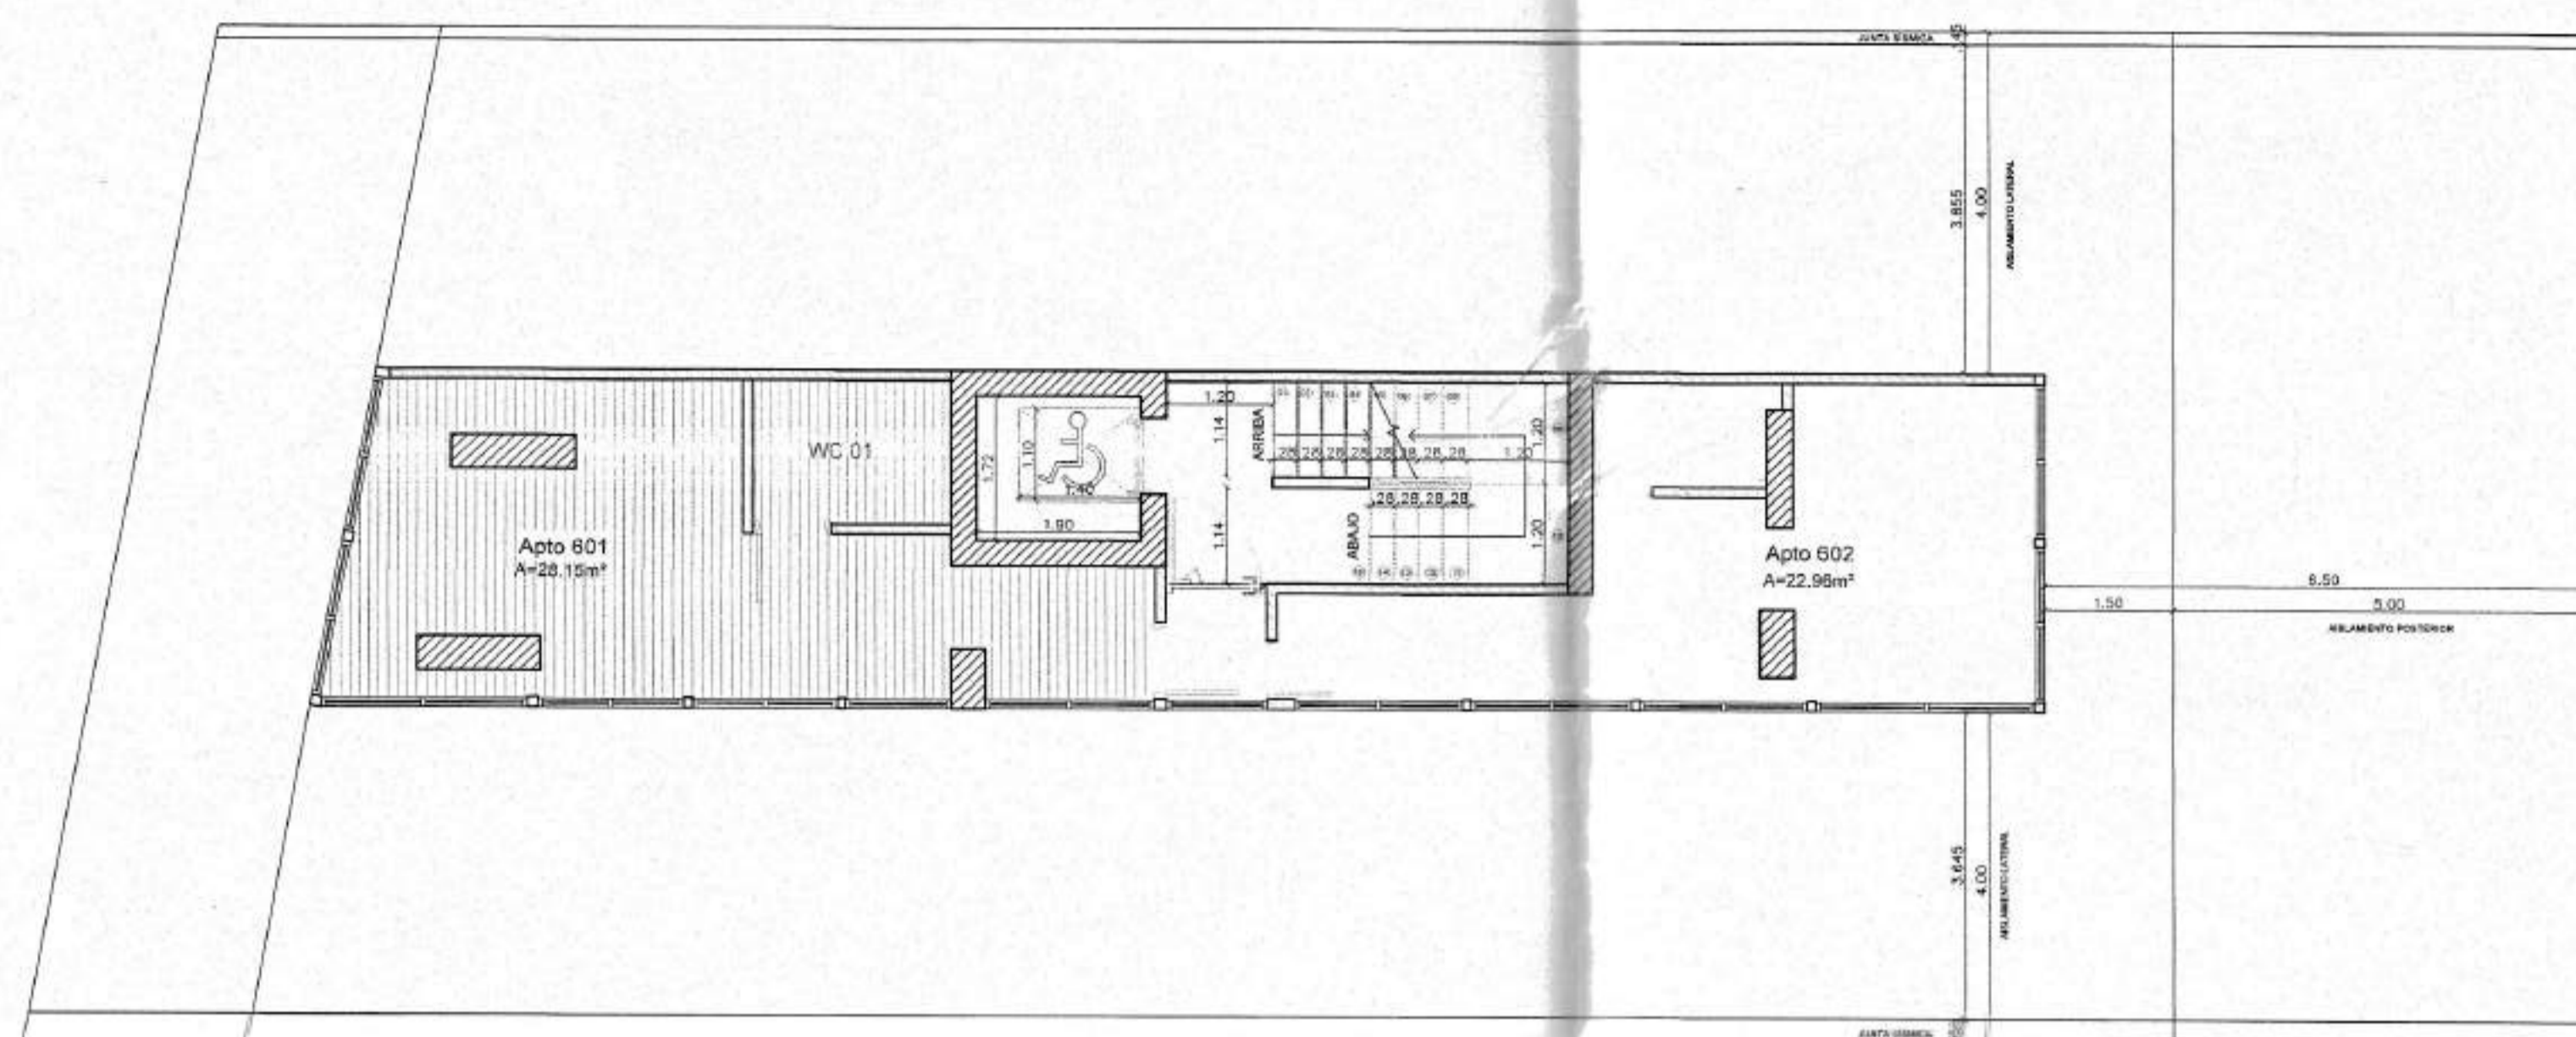 JUNTA SISMICA
.145
3.855
4.00
AISLAMIENTO LATERAL
WC 01
1.72
1.10
1.40
1.90
1.20
1.14
1.14
ARRIBA
.28 .28 .28 .28 .28 .28 .28 .28
1.20
1.20
.28 .28 .28 .28
ABAJO
1.20
Apto 601
A=28.15m²
Apto 602
A=22.96m²
6.50
1.50
5.00
AISLAMIENTO POSTERIOR
3.645
4.00
AISLAMIENTO LATERAL
JUNTA SISMICA